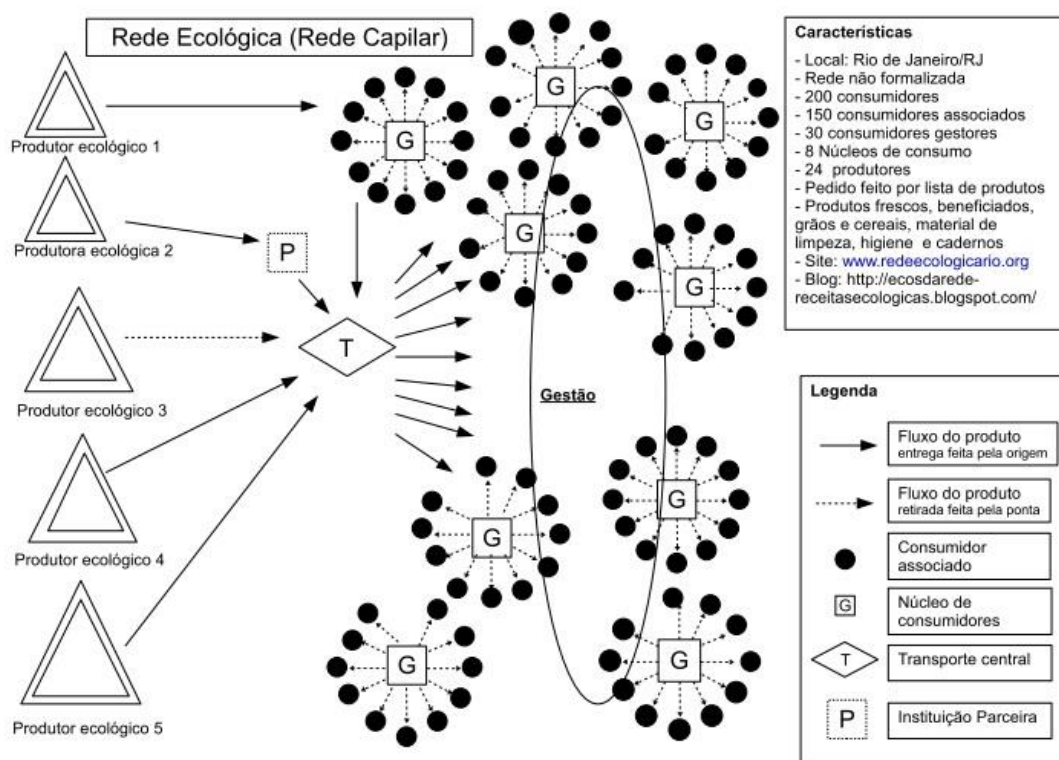 Rede Ecológica (Rede Capilar)
Produtor ecológico 1
Produtora ecológica 2
Produtor ecológico 3
Produtor ecológico 4
Produtor ecológico 5
P
T
G
G
G
G
G
G
G
G
G
Gestão
Características
- Local: Rio de Janeiro/RJ
- Rede não formalizada
- 200 consumidores
- 150 consumidores associados
- 30 consumidores gestores
- 8 Núcleos de consumo
- 24 produtores
- Pedido feito por lista de produtos
- Produtos frescos, beneficiados,
grãos e cereais, material de
limpeza, higiene e cadernos
- Site: www.redeecologicario.org
- Blog: http://ecosdarede-
receitasecologicas.blogspot.com/
Legenda
Fluxo do produto
entrega feita pela origem
Fluxo do produto
retirada feita pela ponta
Consumidor
associado
G
Núcleo de
consumidores
T
Transporte central
P
Instituição Parceira